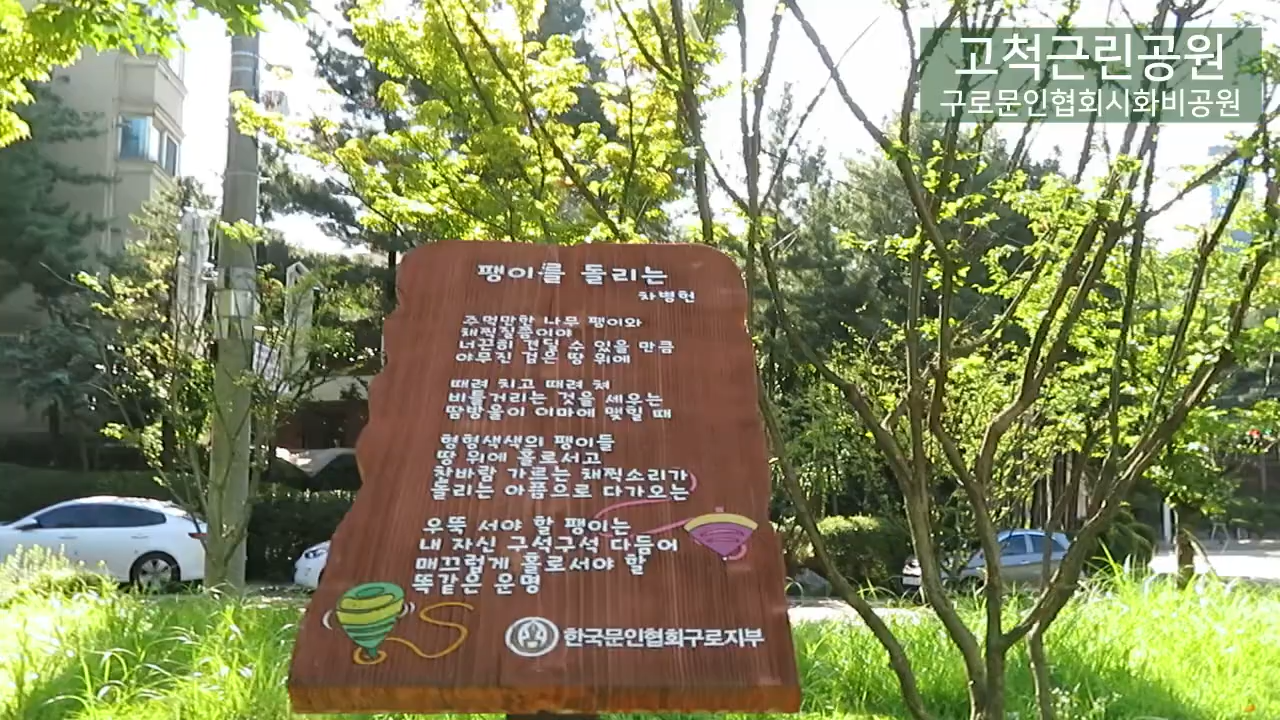 고척근린공원
구로문인협회시화비공원
팽이를 돌리는
차병헌
주먹만한 나무 팽이와
채찍질쯤이야
너끈히 견딜 수 있을 만큼
야무진 검은 땅 위에
때려 치고 때려 쳐
비틀거리는 것을 세우는
땀방울이 이마에 맺힐 때
형형색색의 팽이들
땅 위에 홀로서고
찰바람 가르는 채찍소리가
돌리는 아픔으로 다가오는
우뚝 서야 할 팽이는
내 자신 구석구석 다듬어
매끄럽게 홀로서야 할
똑같은 운명
한국문인협회구로지부